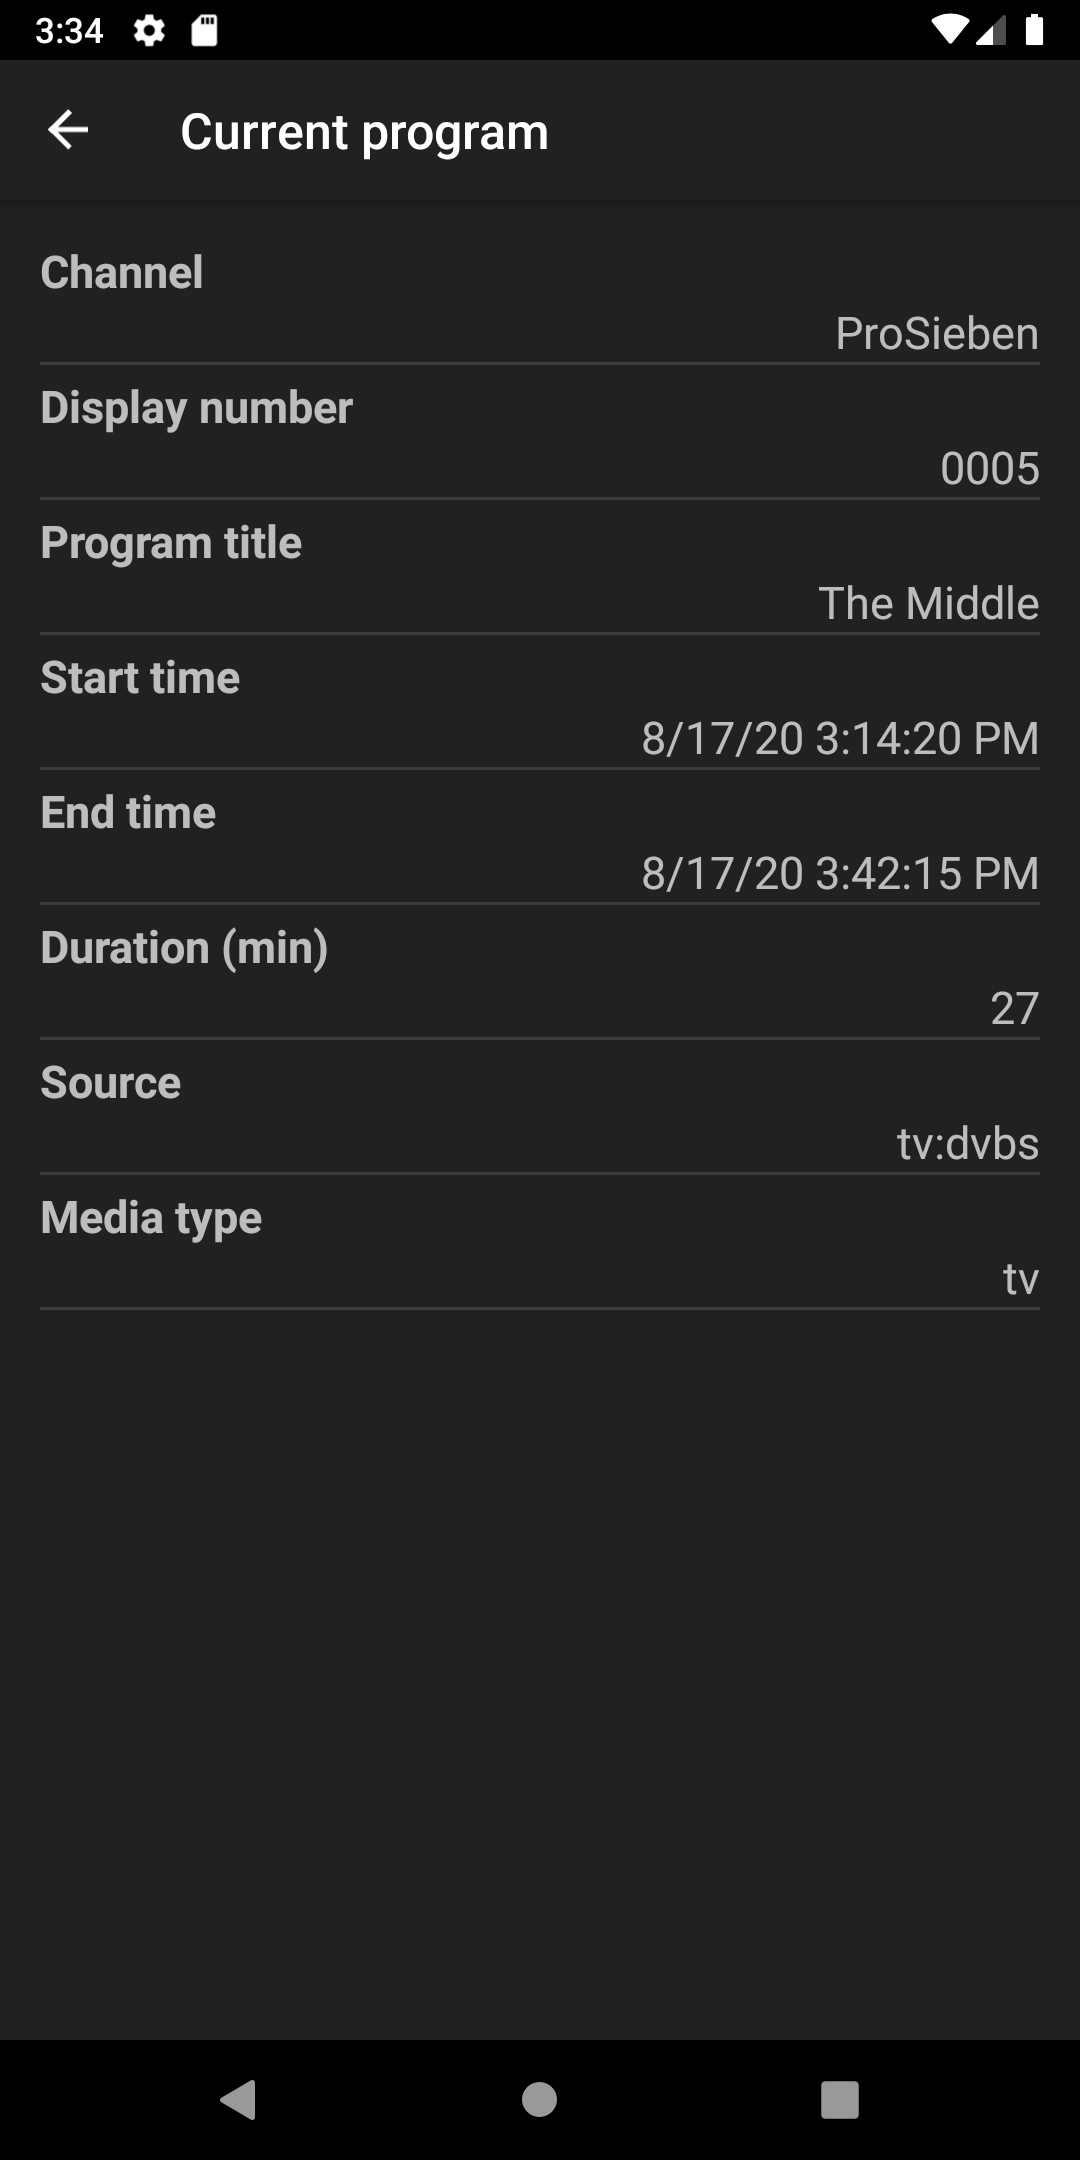 3:34
Current program
Channel
ProSieben
Display number
0005
Program title
The Middle
Start time
8/17/20 3:14:20 PM
End time
8/17/20 3:42:15 PM
Duration (min)
27
Source
tv:dvbs
Media type
tv